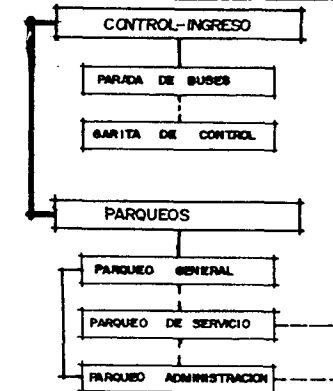 CONTROL-INGRESO
PARADA DE BUSES
GARITA DE CONTROL
PARQUEOS
PARQUEO GENERAL
PARQUEO DE SERVICIO
PARQUEO ADMINISTRACION